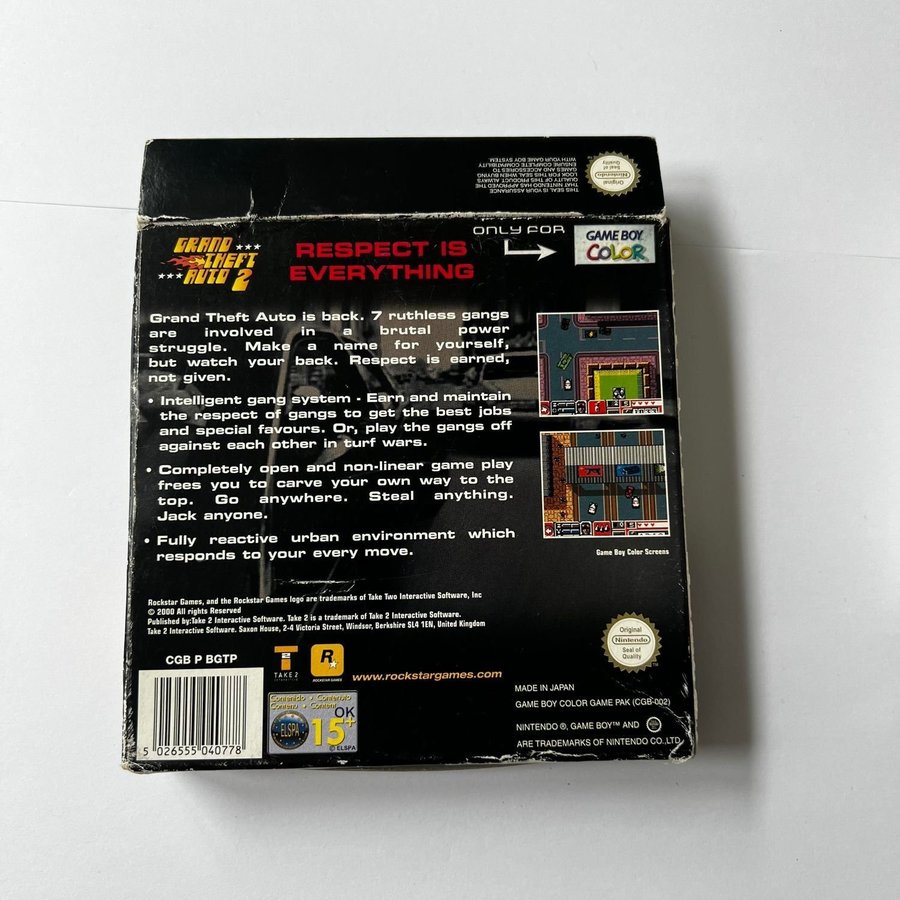 THIS SEAL IS YOUR ASSURANCE
THAT NINTENDO HAS APPROVED THE
QUALITY OF THIS PRODUCT. ALWAYS
LOOK FOR THIS SEAL WHEN BUYING
GAMES AND ACCESSORIES TO
ENSURE COMPLETE COMPATIBILITY
WITH YOUR GAME BOY SYSTEM.
Original
Nintendo
Seal of
Quality
GRAND
THEFT
AUTO 2
RESPECT IS
EVERYTHING
ONLY FOR
GAME BOY
COLOR
Grand Theft Auto is back. 7 ruthless gangs
are involved in a brutal power
struggle. Make a name for yourself,
but watch your back. Respect is earned,
not given.
• Intelligent gang system - Earn and maintain
the respect of gangs to get the best jobs
and special favours. Or, play the gangs off
against each other in turf wars.
• Completely open and non-linear game play
frees you to carve your own way to the
top. Go anywhere. Steal anything.
Jack anyone.
• Fully reactive urban environment which
responds to your every move.
Game Boy Color Screens
Rockstar Games, and the Rockstar Games logo are trademarks of Take Two Interactive Software, Inc
© 2000 All rights Reserved
Published by:Take 2 Interactive Software. Take 2 is a trademark of Take 2 Interactive Software.
Take 2 Interactive Software. Saxon House, 2-4 Victoria Street, Windsor, Berkshire SL4 1EN, United Kingdom
CGB P BGTP
5 026555 040778
TAKE 2
INTERACTIVE
R
ROCKSTAR GAMES
www.rockstargames.com
Contenido • Contenuto
Contenu • Content
ELSPA
OK
15+
© ELSPA
Original
Nintendo
Seal of
Quality
MADE IN JAPAN
GAME BOY COLOR GAME PAK (CGB-002)
NINTENDO ®, GAME BOY™ AND
ARE TRADEMARKS OF NINTENDO CO.,LTD